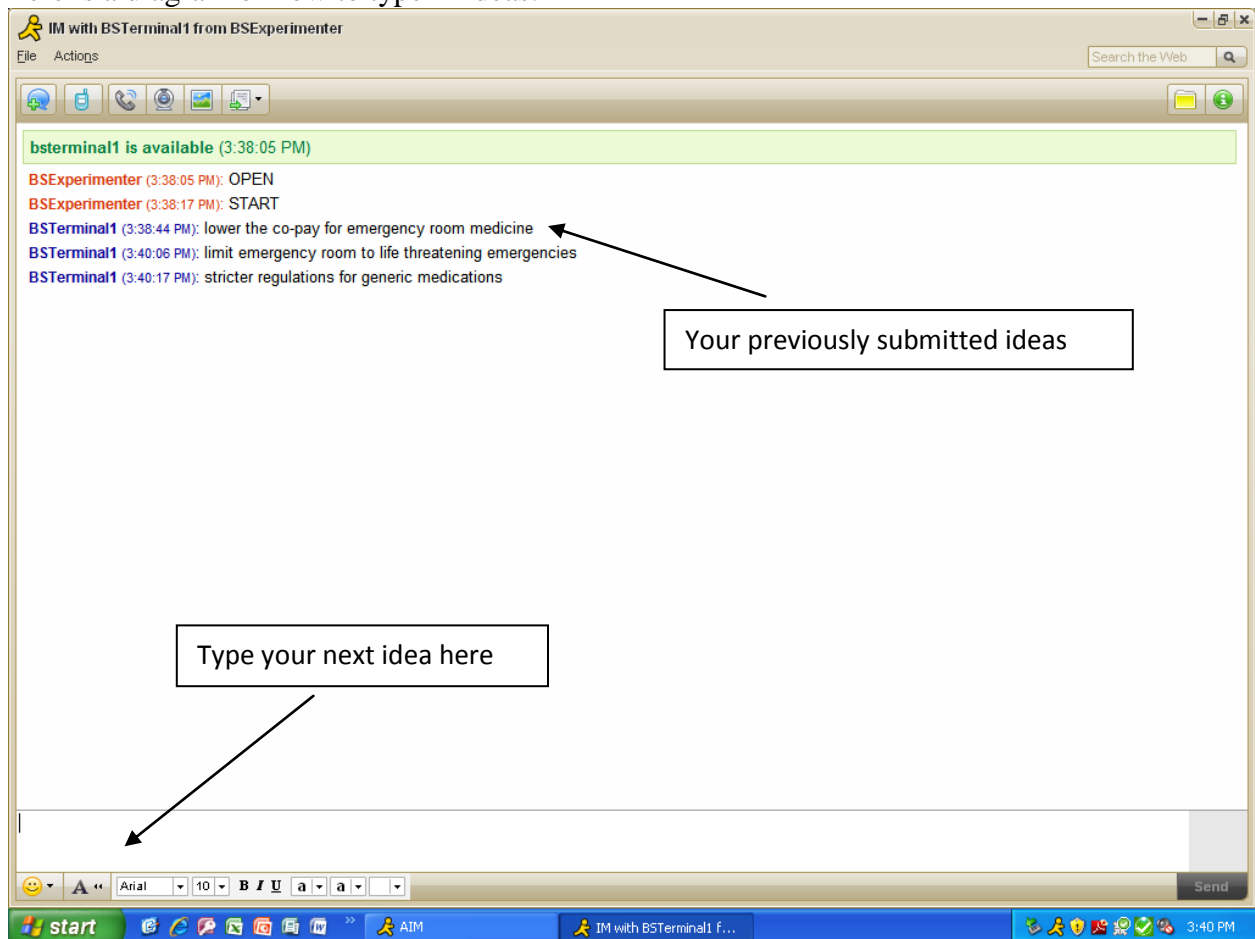 IM with BSTerminal1 from BSExperimenter
File Actions
Search the Web
bsterminal1 is available (3:38:05 PM)
BSExperimenter (3:38:05 PM): OPEN
BSExperimenter (3:38:17 PM): START
BSTerminal1 (3:38:44 PM): lower the co-pay for emergency room medicine
BSTerminal1 (3:40:06 PM): limit emergency room to life threatening emergencies
BSTerminal1 (3:40:17 PM): stricter regulations for generic medications
Your previously submitted ideas
Type your next idea here
A Arial 10 B I U a a
Send
start AIM IM with BSTerminal1 f... 3:40 PM